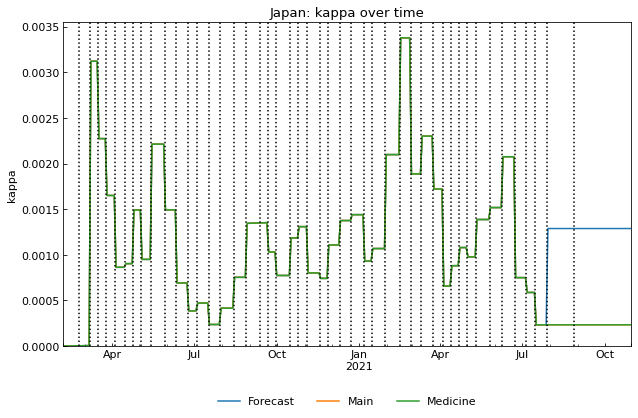 Japan: kappa over time
0.0035
0.0030
0.0025
0.0020
0.0015
0.0010
0.0005
0.0000
kappa
Apr Jul Oct Jan Apr Jul Oct
2021
Forecast Main Medicine